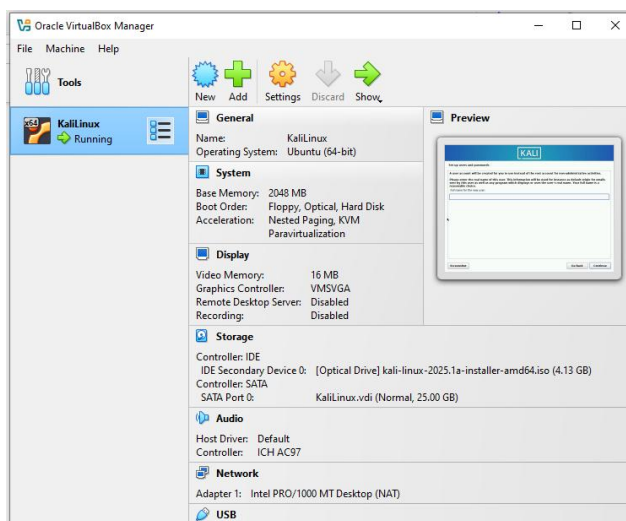 Oracle VirtualBox Manager
File Machine Help
Tools
New Add Settings Discard Show
KaliLinux
Running
General
Name: KaliLinux
Operating System: Ubuntu (64-bit)
System
Base Memory: 2048 MB
Boot Order: Floppy, Optical, Hard Disk
Acceleration: Nested Paging, KVM
Paravirtualization
Display
Video Memory: 16 MB
Graphics Controller: VMSVGA
Remote Desktop Server: Disabled
Recording: Disabled
Storage
Controller: IDE
IDE Secondary Device 0: [Optical Drive] kali-linux-2025.1a-installer-amd64.iso (4.13 GB)
Controller: SATA
SATA Port 0: KaliLinux.vdi (Normal, 25.00 GB)
Audio
Host Driver: Default
Controller: ICH AC97
Network
Adapter 1: Intel PRO/1000 MT Desktop (NAT)
USB
Preview
KALI
Set up users and passwords